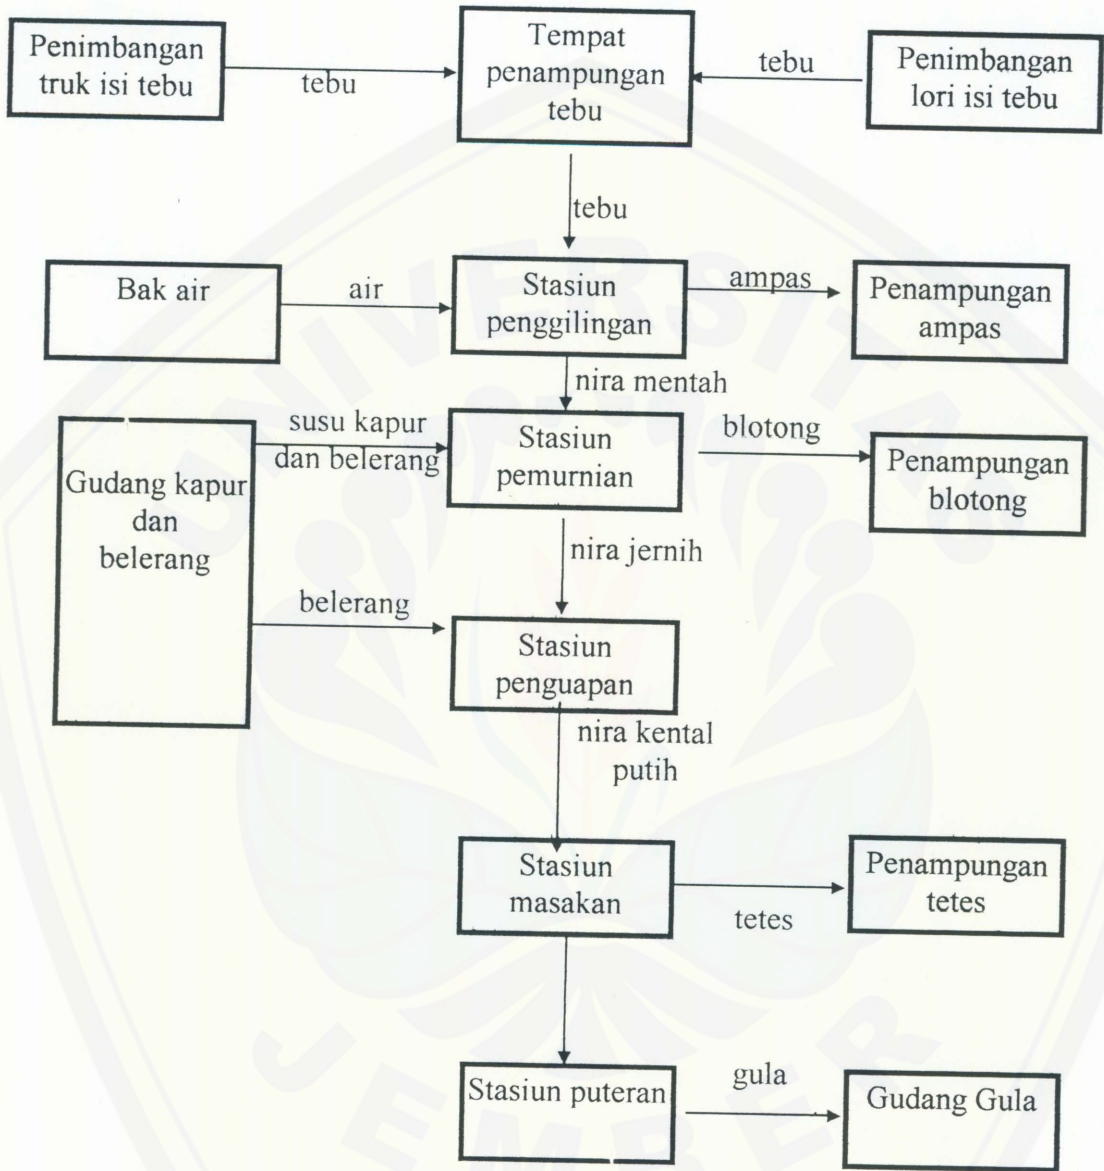 Penimbangan
truk isi tebu
tebu
Tempat
penampungan
tebu
tebu
Penimbangan
lori isi tebu
tebu
Bak air
air
Stasiun
penggilingan
ampas
Penampungan
ampas
nira mentah
Gudang kapur
dan
belerang
susu kapur
dan belerang
Stasiun
pemurnian
blotong
Penampungan
blotong
nira jernih
belerang
Stasiun
penguapan
nira kental
putih
Stasiun
masakan
tetes
Penampungan
tetes
Stasiun puteran
gula
Gudang Gula
UNIVERSITAS
JEMBER